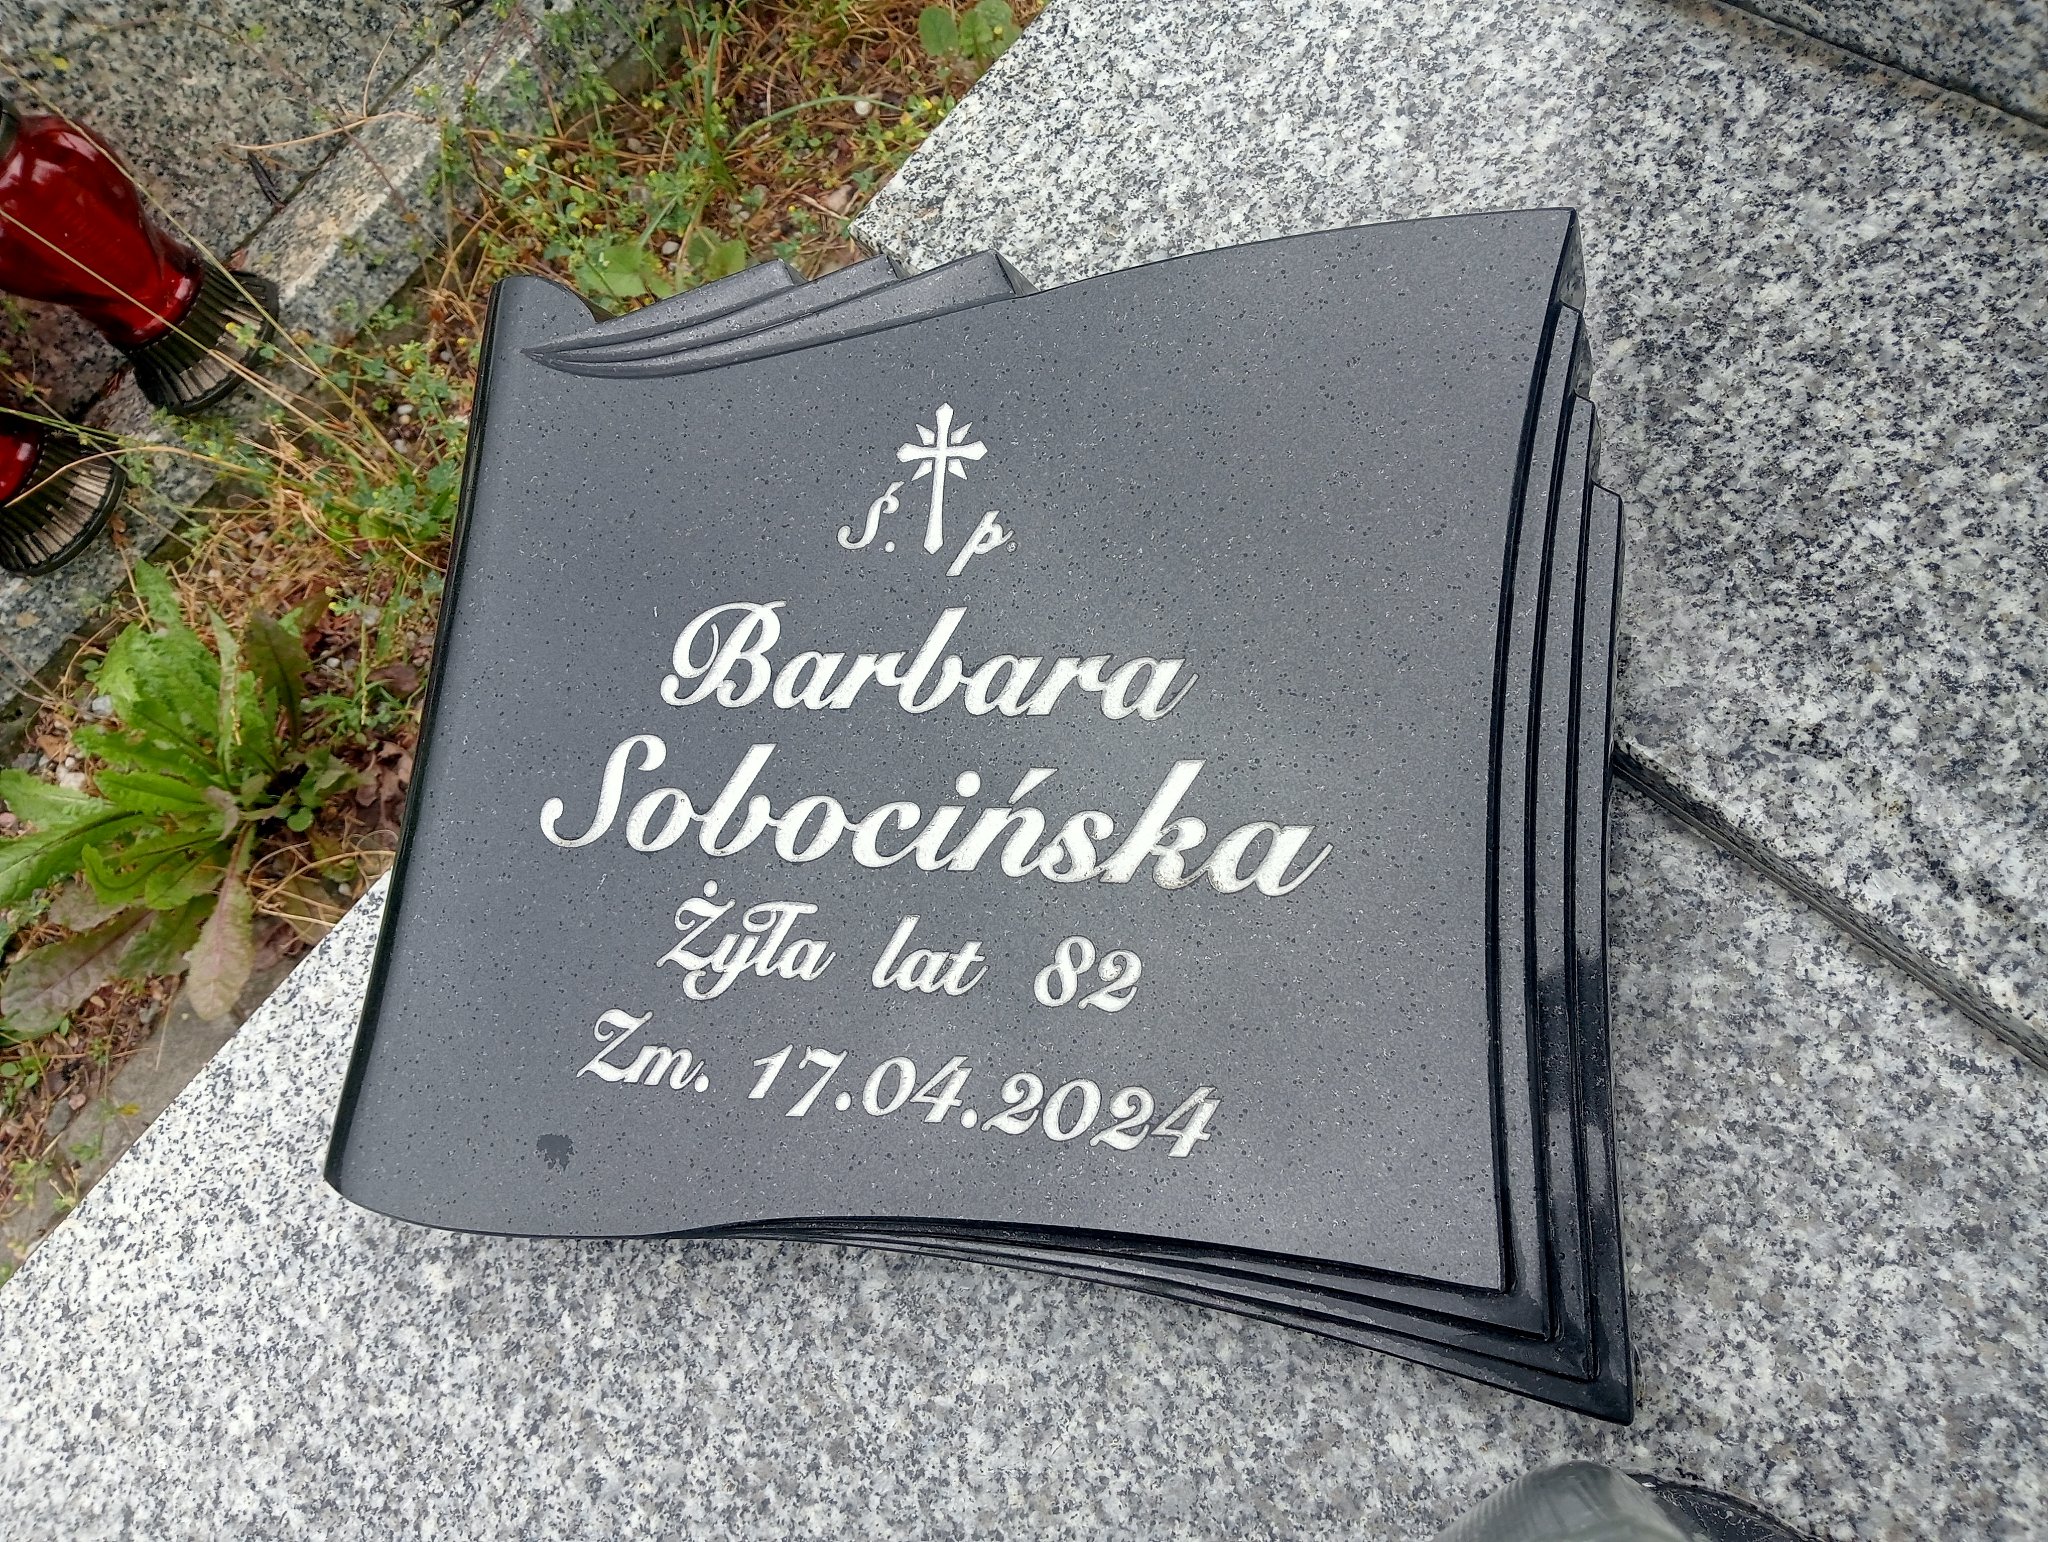 Ś. p.
Barbara
Sobocińska
Żyła lat 82
Zm. 17.04.2024